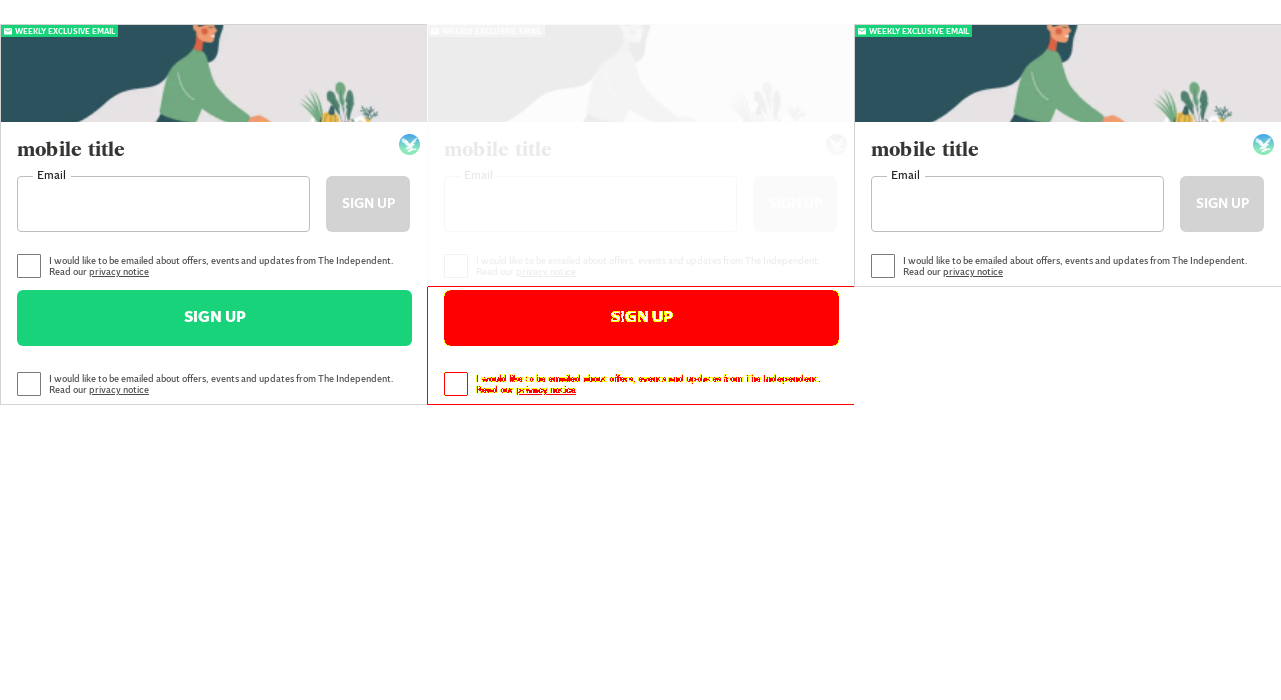 WEEKLY EXCLUSIVE EMAIL
mobile title
Email
SIGN UP
I would like to be emailed about offers, events and updates from The Independent.
Read our privacy notice
SIGN UP
I would like to be emailed about offers, events and updates from The Independent.
Read our privacy notice
WEEKLY EXCLUSIVE EMAIL
mobile title
Email
SIGN UP
I would like to be emailed about offers, events and updates from The Independent.
Read our privacy notice
SIGN UP
I would like to be emailed about offers, events and updates from The Independent.
Read our privacy notice
WEEKLY EXCLUSIVE EMAIL
mobile title
Email
SIGN UP
I would like to be emailed about offers, events and updates from The Independent.
Read our privacy notice